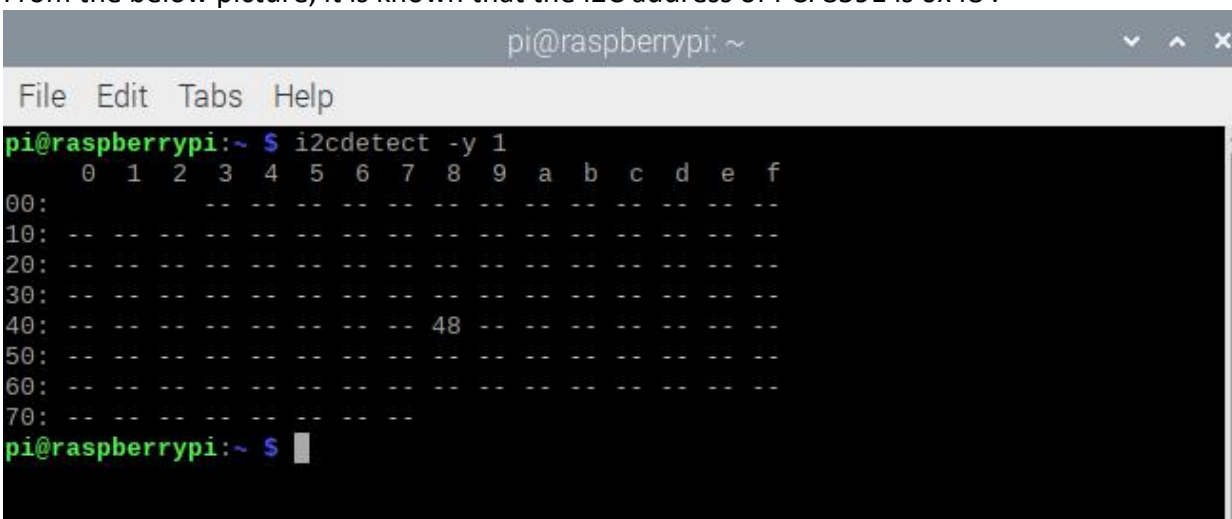 pi@raspberrypi: ~
File Edit Tabs Help
pi@raspberrypi:~ $ i2cdetect -y 1
     0  1  2  3  4  5  6  7  8  9  a  b  c  d  e  f
00:          -- -- -- -- -- -- -- -- -- -- -- -- --
10: -- -- -- -- -- -- -- -- -- -- -- -- -- -- -- --
20: -- -- -- -- -- -- -- -- -- -- -- -- -- -- -- --
30: -- -- -- -- -- -- -- -- -- -- -- -- -- -- -- --
40: -- -- -- -- -- -- -- -- 48 -- -- -- -- -- -- --
50: -- -- -- -- -- -- -- -- -- -- -- -- -- -- -- --
60: -- -- -- -- -- -- -- -- -- -- -- -- -- -- -- --
70: -- -- -- -- -- -- -- --
pi@raspberrypi:~ $